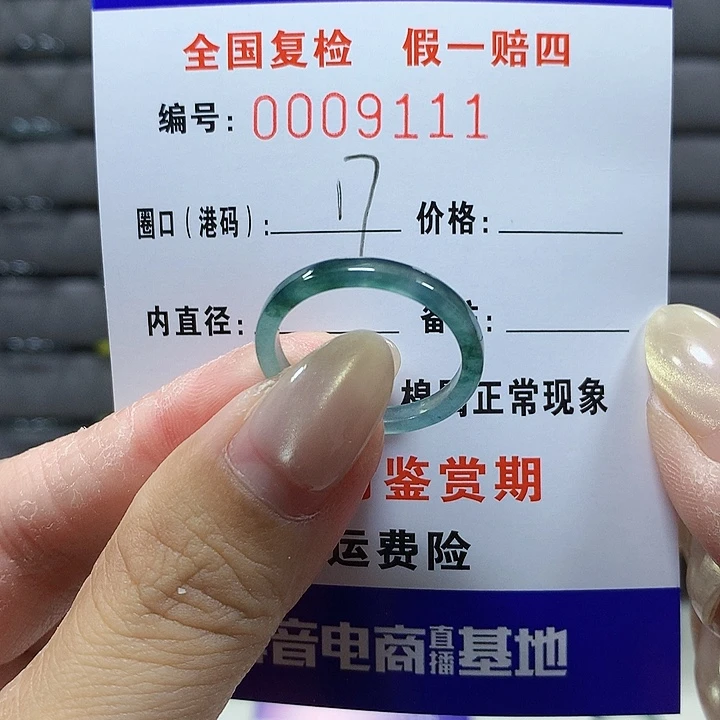 全国复检 假一赔四
编号：0009111
圈口（港码）：17 价格：
内直径： 备
棉 正常现象
鉴赏期
运费险
音电商直播基地